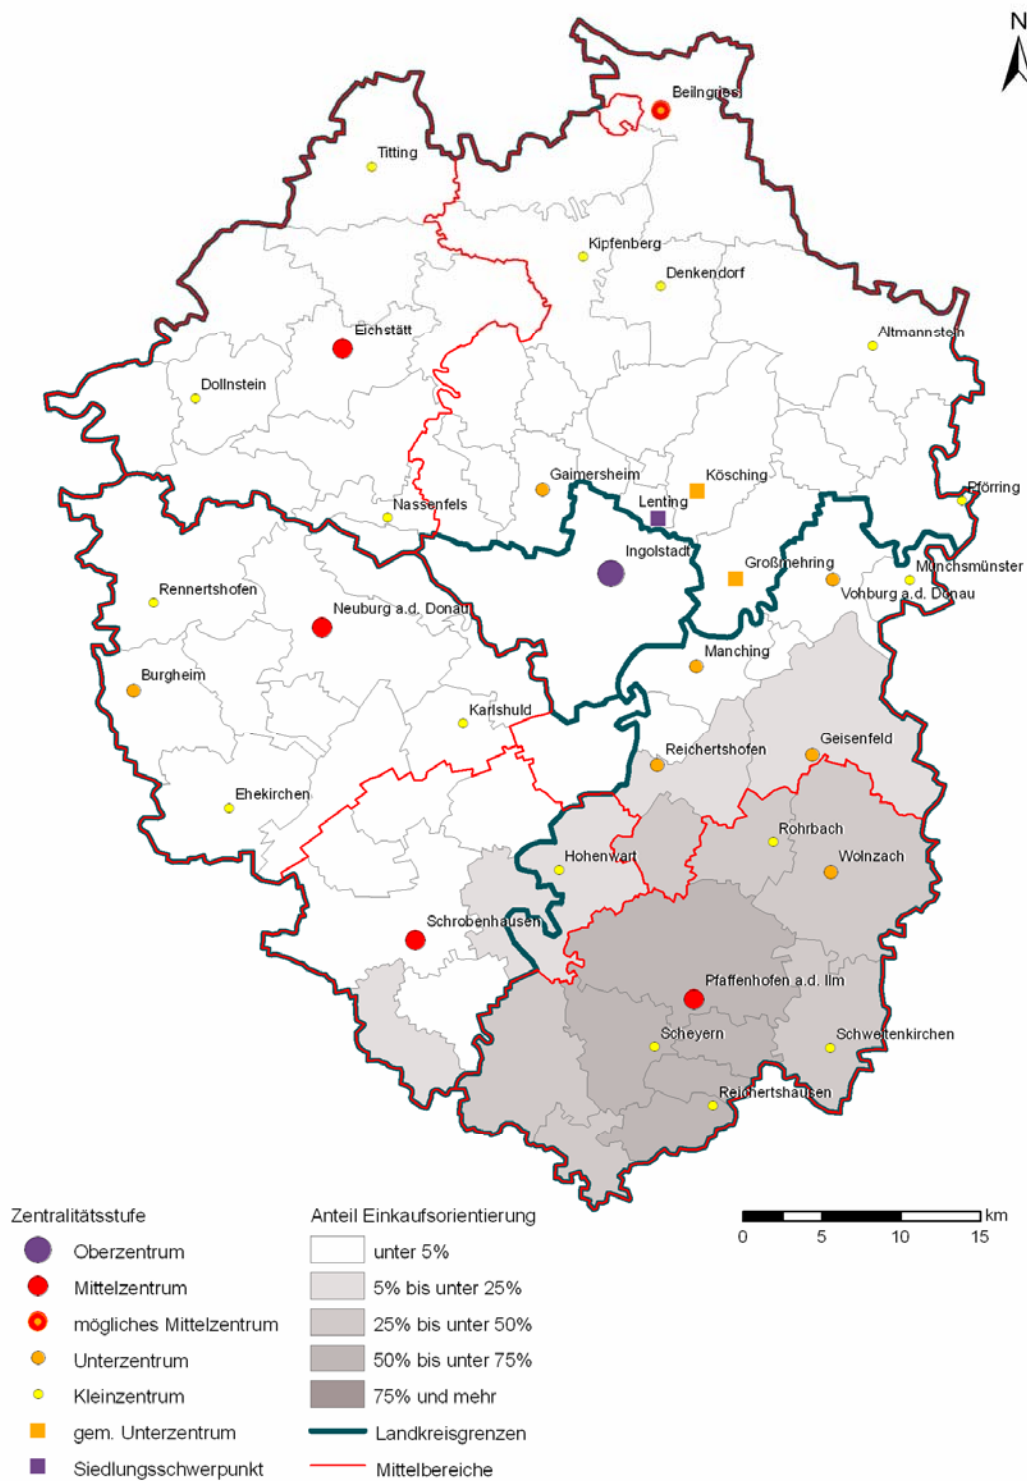 N
Beilngries
Titting
Kipfenberg
Denkendorf
Eichstätt
Altmannstein
Dollnstein
Gaimersheim
Kösching
Pförring
Lenting
Nassenfels
Ingolstadt
Großmehring
Münchsmünster
Rennertshofen
Vohburg a.d. Donau
Neuburg a.d. Donau
Manching
Burgheim
Karlshuld
Geisenfeld
Reichertshofen
Ehekirchen
Rohrbach
Hohenwart
Wolnzach
Schrobenhausen
Pfaffenhofen a.d. Ilm
Scheyern
Schweitenkirchen
Reichertshausen
km
0 5 10 15
Zentralitätsstufe
Oberzentrum
Mittelzentrum
mögliches Mittelzentrum
Unterzentrum
Kleinzentrum
gem. Unterzentrum
Siedlungsschwerpunkt
Anteil Einkaufsorientierung
unter 5%
5% bis unter 25%
25% bis unter 50%
50% bis unter 75%
75% und mehr
Landkreisgrenzen
Mittelbereiche